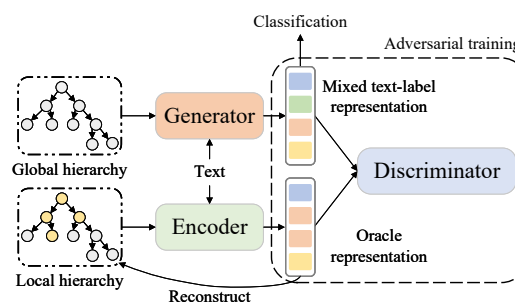 Classification
Adversarial training
Generator
Mixed text-label
representation
Global hierarchy
Text
Discriminator
Encoder
Oracle
representation
Local hierarchy
Reconstruct